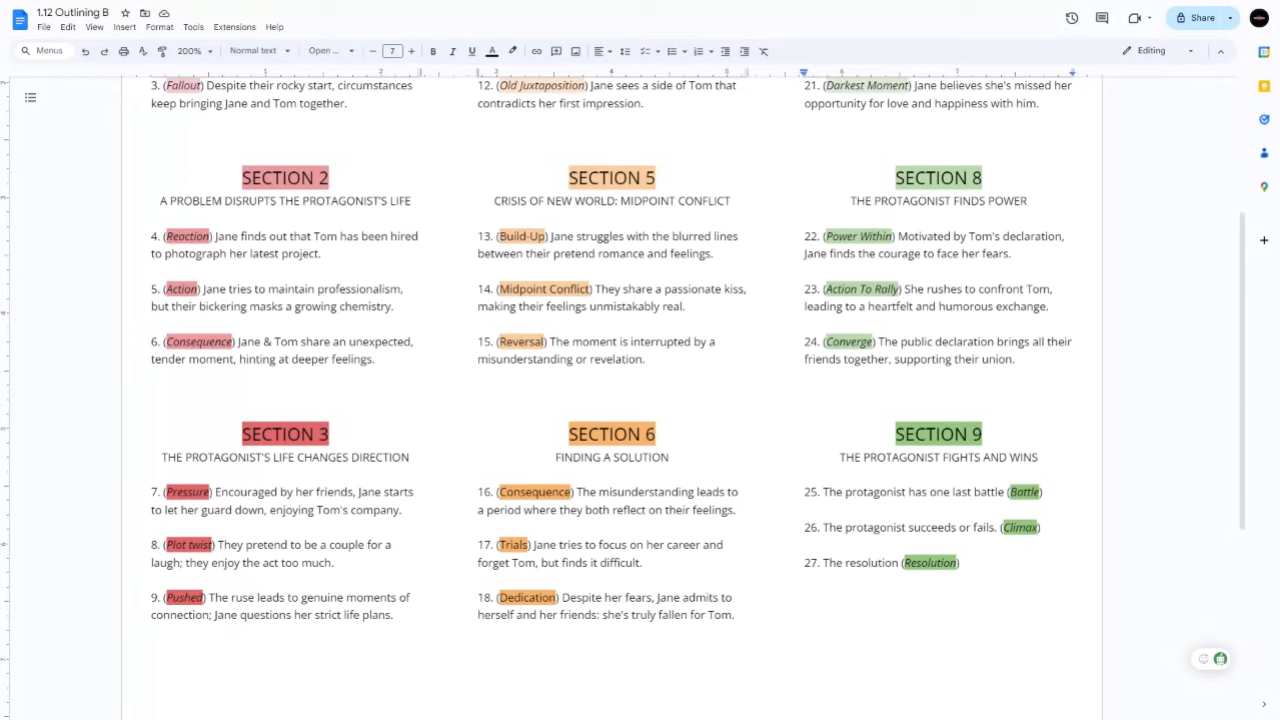 1.12 Outlining B
File Edit View Insert Format Tools Extensions Help
Share
Menus
200%
Normal text
Open ...
7
Editing
3. (Fallout) Despite their rocky start, circumstances
keep bringing Jane and Tom together.
SECTION 2
A PROBLEM DISRUPTS THE PROTAGONIST'S LIFE
4. (Reaction) Jane finds out that Tom has been hired
to photograph her latest project.
5. (Action) Jane tries to maintain professionalism,
but their bickering masks a growing chemistry.
6. (Consequence) Jane & Tom share an unexpected,
tender moment, hinting at deeper feelings.
SECTION 3
THE PROTAGONIST'S LIFE CHANGES DIRECTION
7. (Pressure) Encouraged by her friends, Jane starts
to let her guard down, enjoying Tom's company.
8. (Plot twist) They pretend to be a couple for a
laugh; they enjoy the act too much.
9. (Pushed) The ruse leads to genuine moments of
connection; Jane questions her strict life plans.
12. (Old Juxtaposition) Jane sees a side of Tom that
contradicts her first impression.
SECTION 5
CRISIS OF NEW WORLD: MIDPOINT CONFLICT
13. (Build-Up) Jane struggles with the blurred lines
between their pretend romance and feelings.
14. (Midpoint Conflict) They share a passionate kiss,
making their feelings unmistakably real.
15. (Reversal) The moment is interrupted by a
misunderstanding or revelation.
SECTION 6
FINDING A SOLUTION
16. (Consequence) The misunderstanding leads to
a period where they both reflect on their feelings.
17. (Trials) Jane tries to focus on her career and
forget Tom, but finds it difficult.
18. (Dedication) Despite her fears, Jane admits to
herself and her friends: she's truly fallen for Tom.
21. (Darkest Moment) Jane believes she's missed her
opportunity for love and happiness with him.
SECTION 8
THE PROTAGONIST FINDS POWER
22. (Power Within) Motivated by Tom's declaration,
Jane finds the courage to face her fears.
23. (Action To Rally) She rushes to confront Tom,
leading to a heartfelt and humorous exchange.
24. (Converge) The public declaration brings all their
friends together, supporting their union.
SECTION 9
THE PROTAGONIST FIGHTS AND WINS
25. The protagonist has one last battle (Battle)
26. The protagonist succeeds or fails. (Climax)
27. The resolution (Resolution)